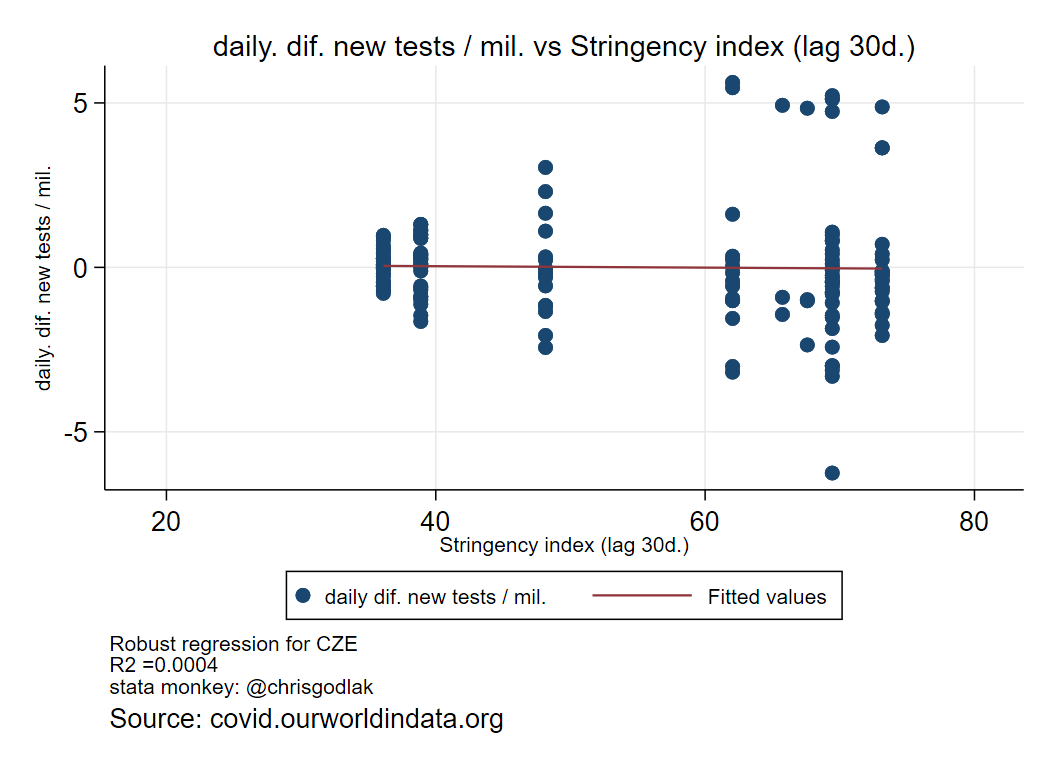 daily. dif. new tests / mil. vs Stringency index (lag 30d.)
daily. dif. new tests / mil.
5
0
-5
20 40 60 80
Stringency index (lag 30d.)
daily dif. new tests / mil. Fitted values
Robust regression for CZE
R2 =0.0004
stata monkey: @chrisgodlak
Source: covid.ourworldindata.org